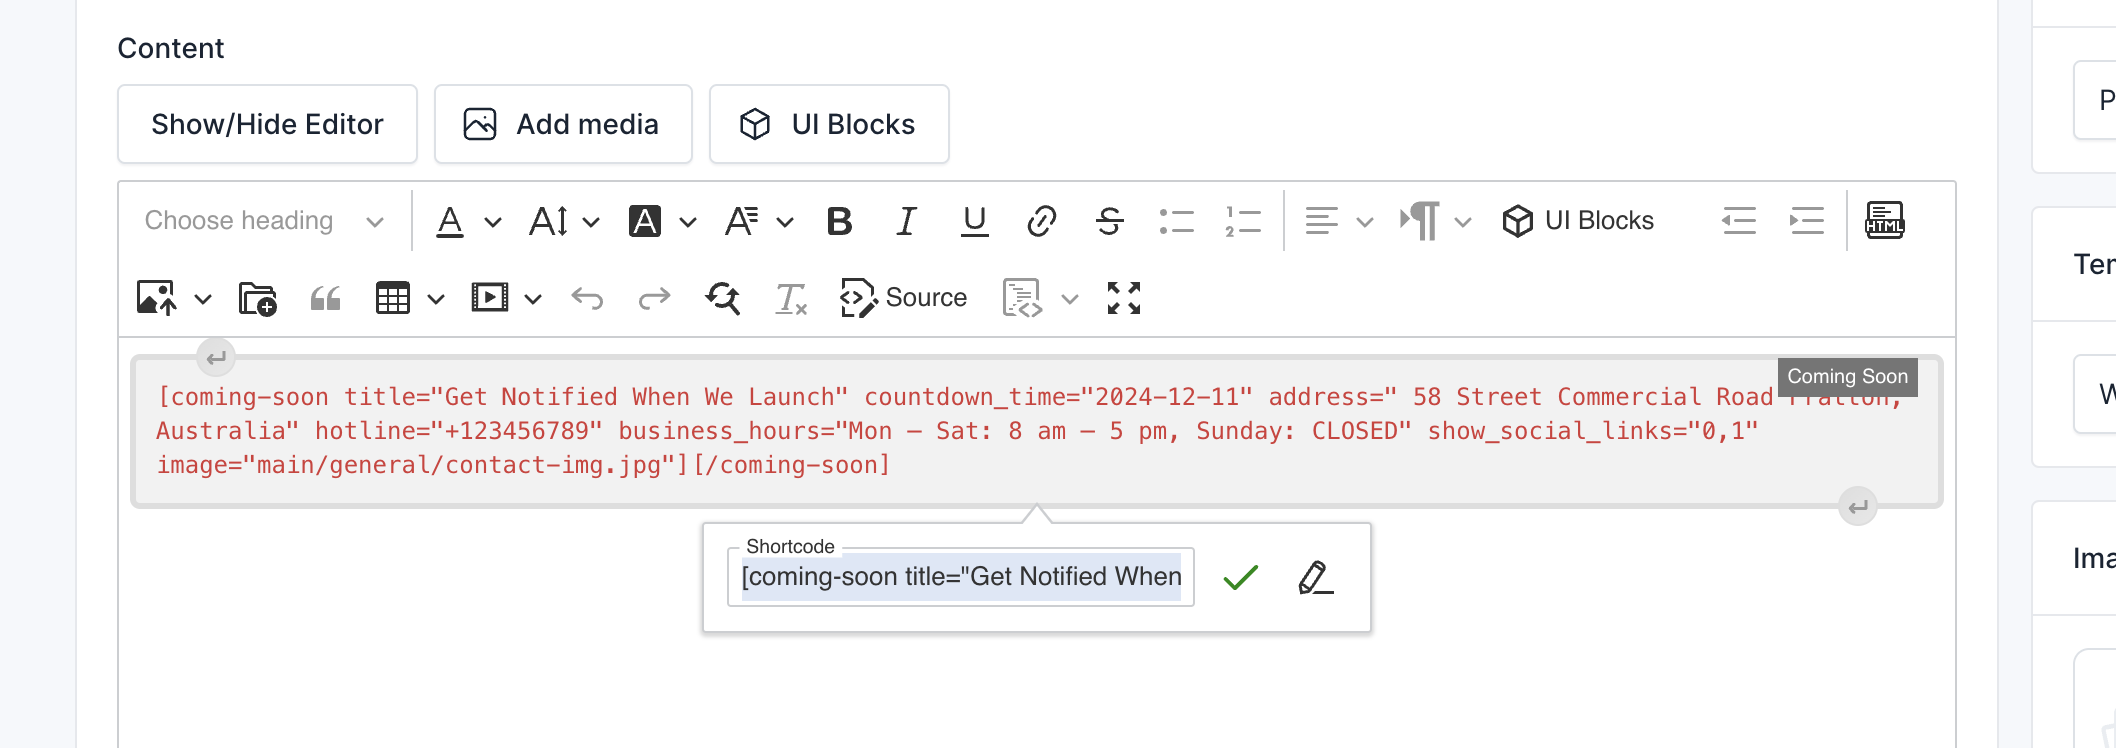 Content
Show/Hide Editor
Add media
UI Blocks
Choose heading
UI Blocks
HTML
Source
Coming Soon
[coming-soon title="Get Notified When We Launch" countdown_time="2024-12-11" address=" 58 Street Commercial Road Fratton,
Australia" hotline="+123456789" business_hours="Mon – Sat: 8 am – 5 pm, Sunday: CLOSED" show_social_links="0,1"
image="main/general/contact-img.jpg"][/coming-soon]
Shortcode
[coming-soon title="Get Notified When